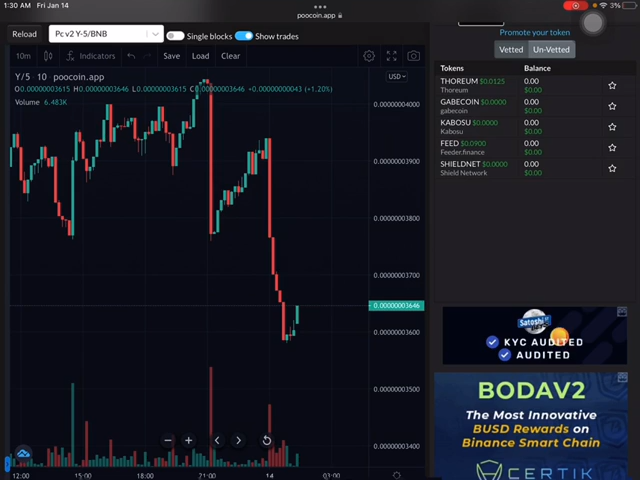 1:30 AM Fri Jan 14
3%
poocoin.app
Reload
Pc v2 Y-5/BNB
Single blocks
Show trades
10m
Indicators
Save
Load
Clear
Y/5 · 10 · poocoin.app
O0.00000003615 H0.00000003646 L0.00000003615 C0.00000003646 +0.00000000043 (+1.20%)
Volume 6.483K
USD
0.00000004000
0.00000003900
0.00000003800
0.00000003700
0.00000003646
0.00000003600
0.00000003500
0.00000003400
12:00
15:00
18:00
21:00
14
03:00
Promote your token
Vetted
Un-Vetted
Tokens
Balance
THOREUM $0.0125
0.00
Thoreum
$0.00
GABECOIN $0.0000
0.00
gabecoin
$0.00
KABOSU $0.0000
0.00
Kabosu
$0.00
FEED $0.0900
0.00
Feeder.finance
$0.00
SHIELDNET $0.0000
0.00
Shield Network
$0.00
Satoshi
KYC AUDITED
AUDITED
BODAV2
The Most Innovative
BUSD Rewards on
Binance Smart Chain
CERTIK